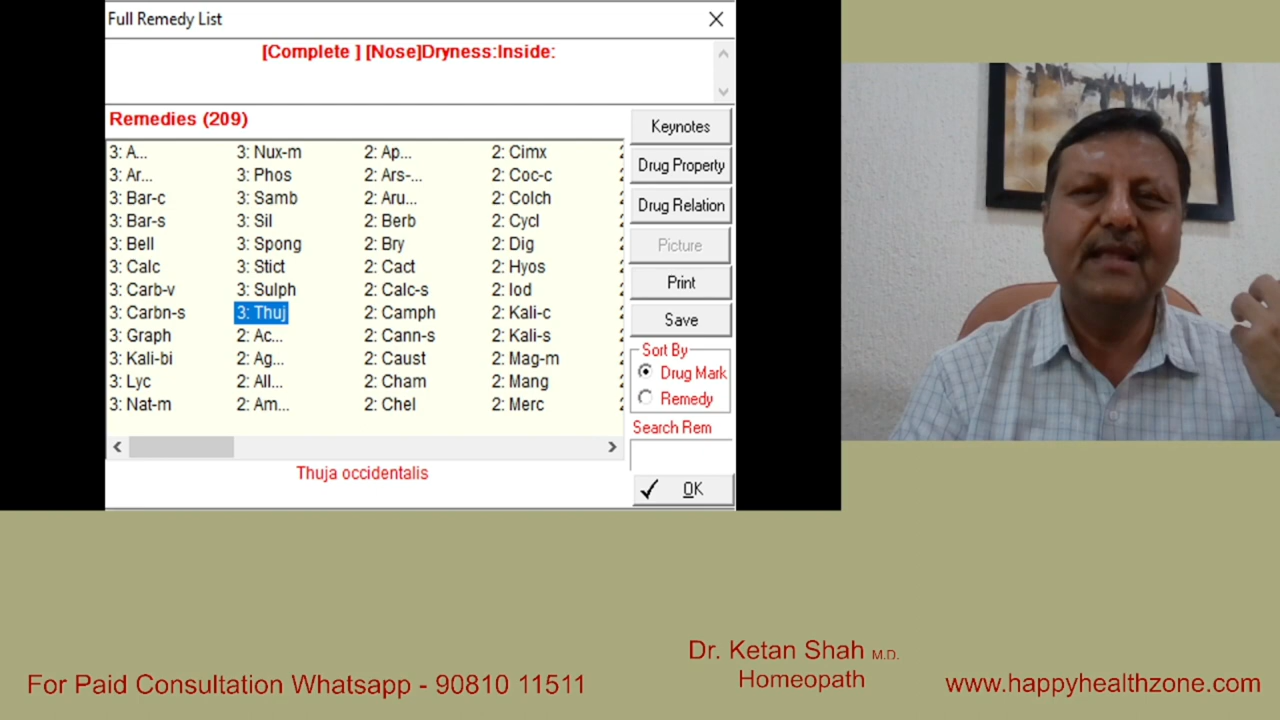 Full Remedy List
[Complete ] [Nose]Dryness:Inside:
Remedies (209)
3: A... 3: Nux-m 2: Ap... 2: Cimx
3: Ar... 3: Phos 2: Ars-... 2: Coc-c
3: Bar-c 3: Samb 2: Aru... 2: Colch
3: Bar-s 3: Sil 2: Berb 2: Cycl
3: Bell 3: Spong 2: Bry 2: Dig
3: Calc 3: Stict 2: Cact 2: Hyos
3: Carb-v 3: Sulph 2: Calc-s 2: Iod
3: Carbn-s 3: Thuj 2: Camph 2: Kali-c
3: Graph 2: Ac... 2: Cann-s 2: Kali-s
3: Kali-bi 2: Ag... 2: Caust 2: Mag-m
3: Lyc 2: All... 2: Cham 2: Mang
3: Nat-m 2: Am... 2: Chel 2: Merc
Thuja occidentalis
Keynotes
Drug Property
Drug Relation
Picture
Print
Save
Sort By
Drug Mark
Remedy
Search Rem
OK
Dr. Ketan Shah M.D.
Homeopath
For Paid Consultation Whatsapp - 90810 11511
www.happyhealthzone.com